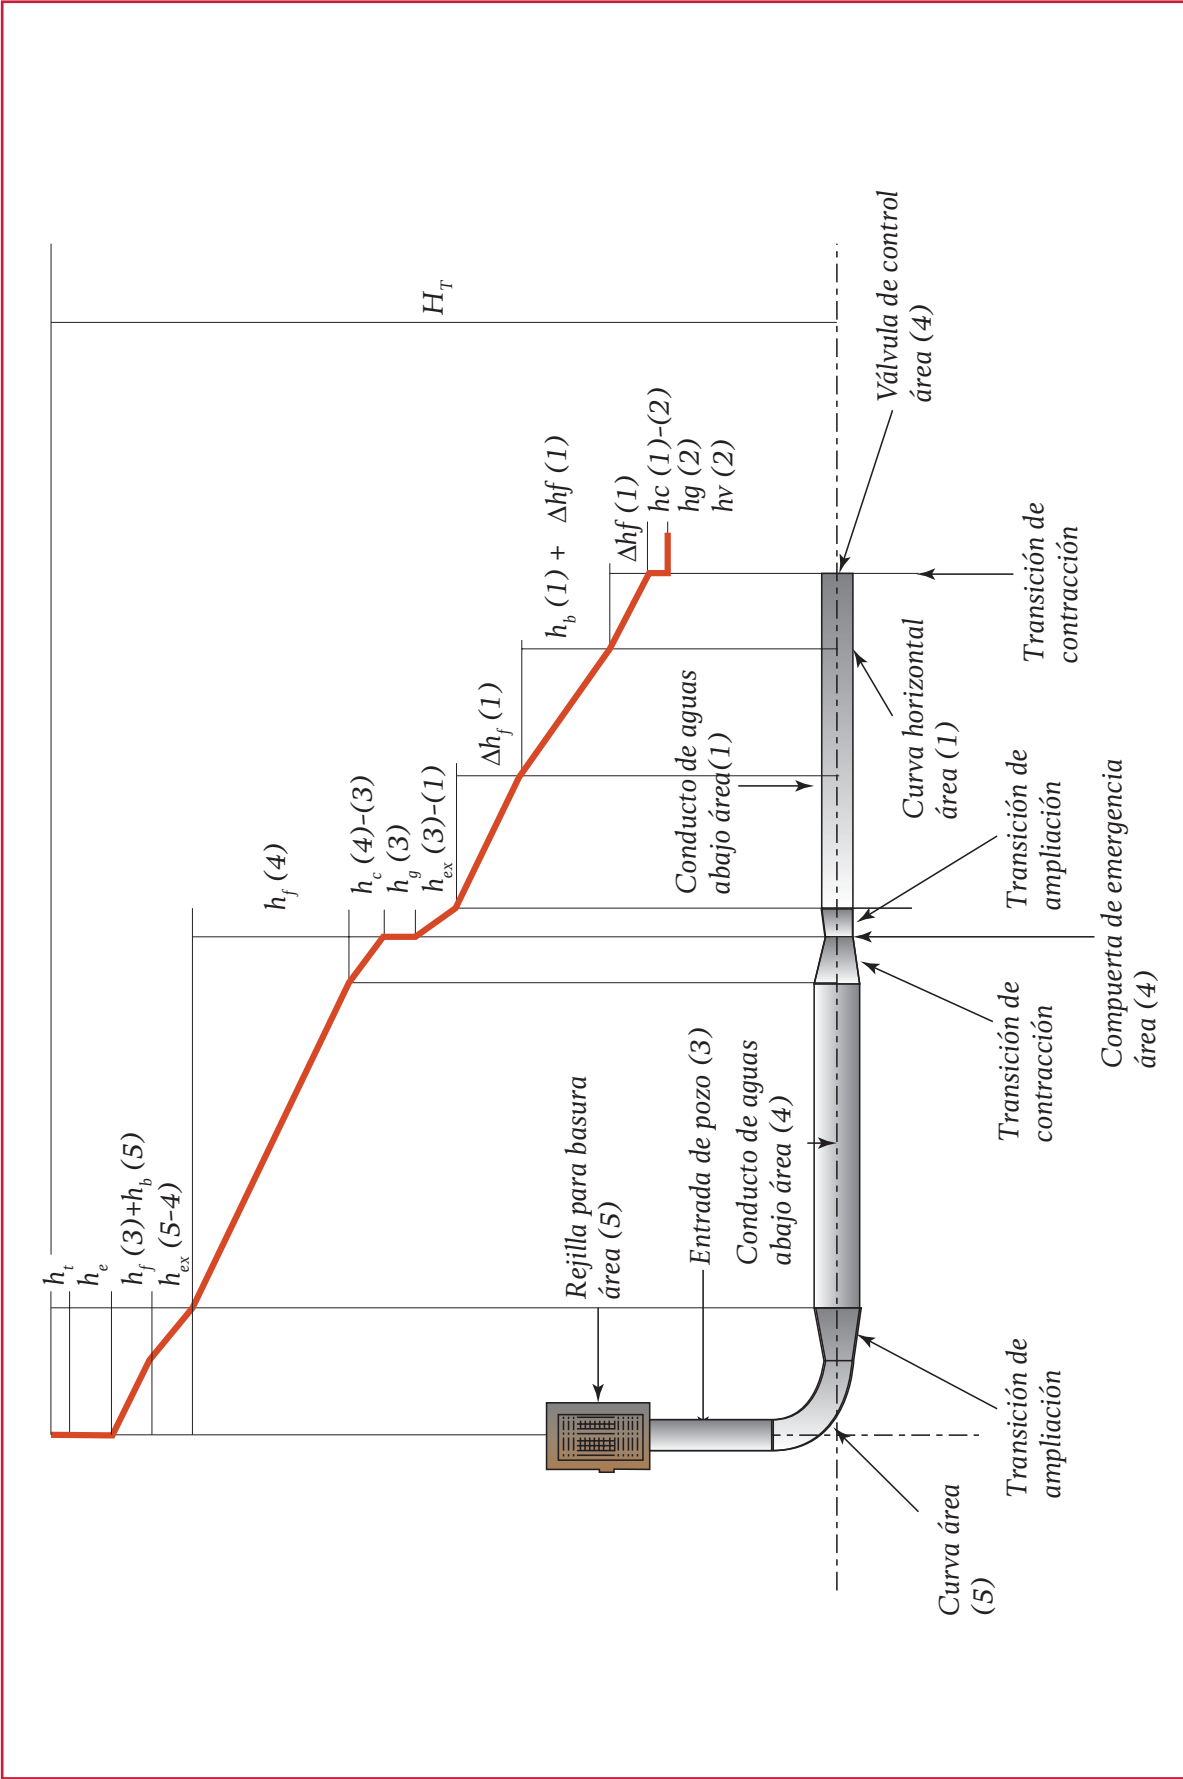 h_t
h_e
h_f (3)+h_b (5)
h_ex (5-4)
h_f (4)
h_c (4)-(3)
h_g (3)
h_ex (3)-(1)
Δh_f (1)
h_b (1) + Δhf (1)
Δhf (1)
hc (1)-(2)
hg (2)
hv (2)
H_T
Rejilla para basura
área (5)
Entrada de pozo (3)
Conducto de aguas
abajo área (4)
Conducto de aguas
abajo área(1)
Curva horizontal
área (1)
Válvula de control
área (4)
Curva área
(5)
Transición de
ampliación
Transición de
contracción
Compuerta de emergencia
área (4)
Transición de
ampliación
Transición de
contracción